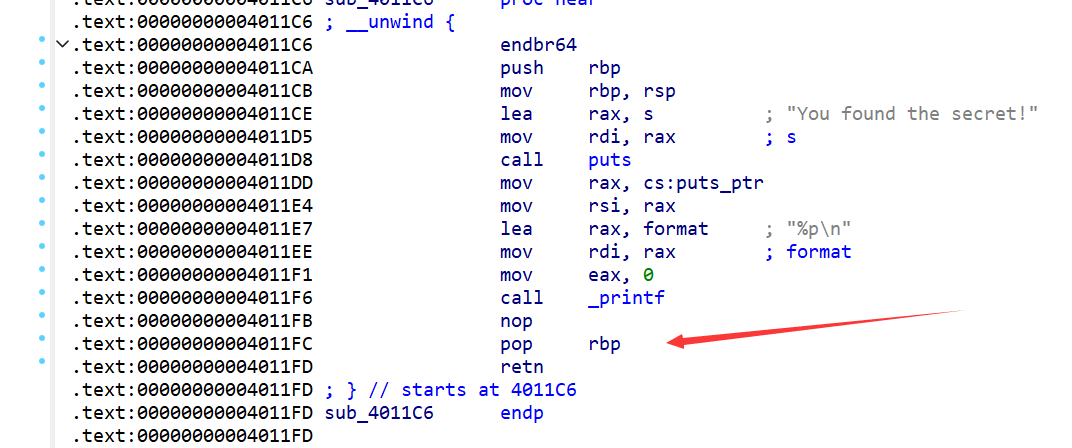 .text:00000000004011C6 sub_4011C6 proc near
.text:00000000004011C6 ; __unwind {
.text:00000000004011C6 endbr64
.text:00000000004011CA push rbp
.text:00000000004011CB mov rbp, rsp
.text:00000000004011CE lea rax, s ; "You found the secret!"
.text:00000000004011D5 mov rdi, rax ; s
.text:00000000004011D8 call puts
.text:00000000004011DD mov rax, cs:puts_ptr
.text:00000000004011E4 mov rsi, rax
.text:00000000004011E7 lea rax, format ; "%p\n"
.text:00000000004011EE mov rdi, rax ; format
.text:00000000004011F1 mov eax, 0
.text:00000000004011F6 call _printf
.text:00000000004011FB nop
.text:00000000004011FC pop rbp
.text:00000000004011FD retn
.text:00000000004011FD ; } // starts at 4011C6
.text:00000000004011FD sub_4011C6 endp
.text:00000000004011FD